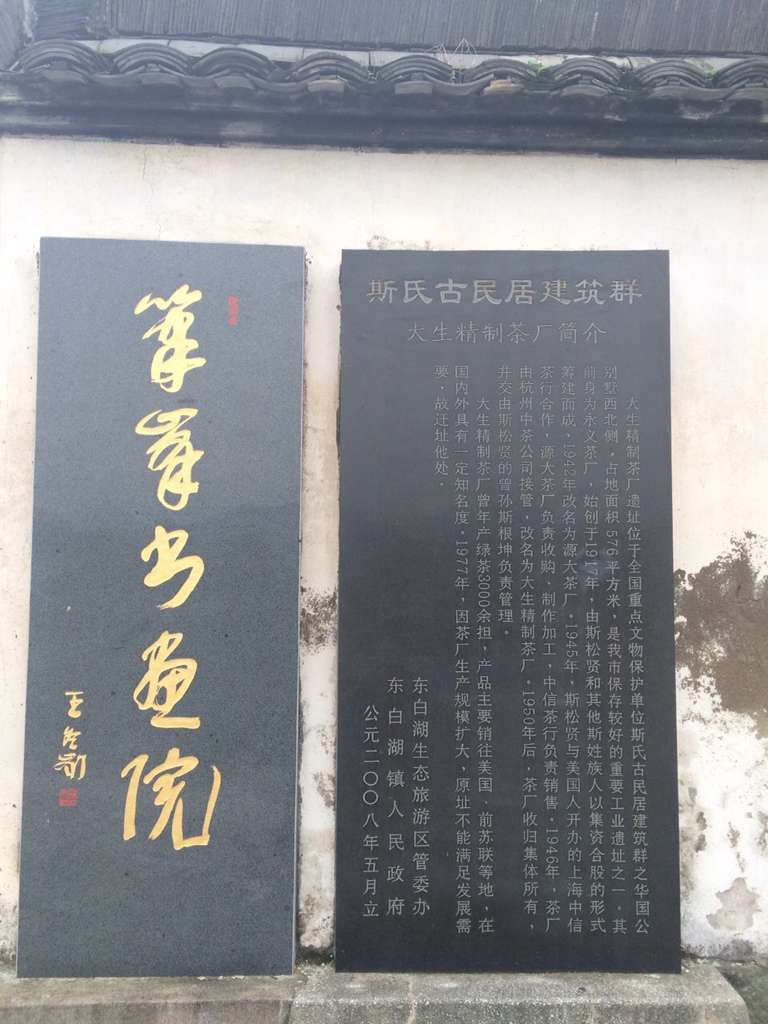 筆峯书画院
斯氏古民居建筑群
大生精制茶厂简介
大生精制茶厂遗址位于全国重点文物保护单位斯氏古民居建筑群之华国公
别墅西北侧，占地面积576平方米，是我市保存较好的重要工业遗址之一。其
前身为永义茶厂，始创于1917年，由斯松贤和其他斯姓族人以集资合股的形式
筹建而成，1942年改名为源大茶厂。1945年，斯松贤与美国人开办的上海中信
茶行合作，源大茶厂负责收购、制作加工，中信茶行负责销售。1946年，茶厂
由杭州中茶公司接管，改名为大生精制茶厂。1950年后，茶厂收归集体所有，
并交由斯松贤的曾孙斯根坤负责管理。
大生精制茶厂曾年产绿茶3000余担，产品主要销往美国、前苏联等地，在
国内外具有一定知名度。1977年，因茶厂生产规模扩大，原址不能满足发展需
要，故迁址他处。
东白湖生态旅游区管委办
东白湖镇人民政府
公元二〇〇八年五月立